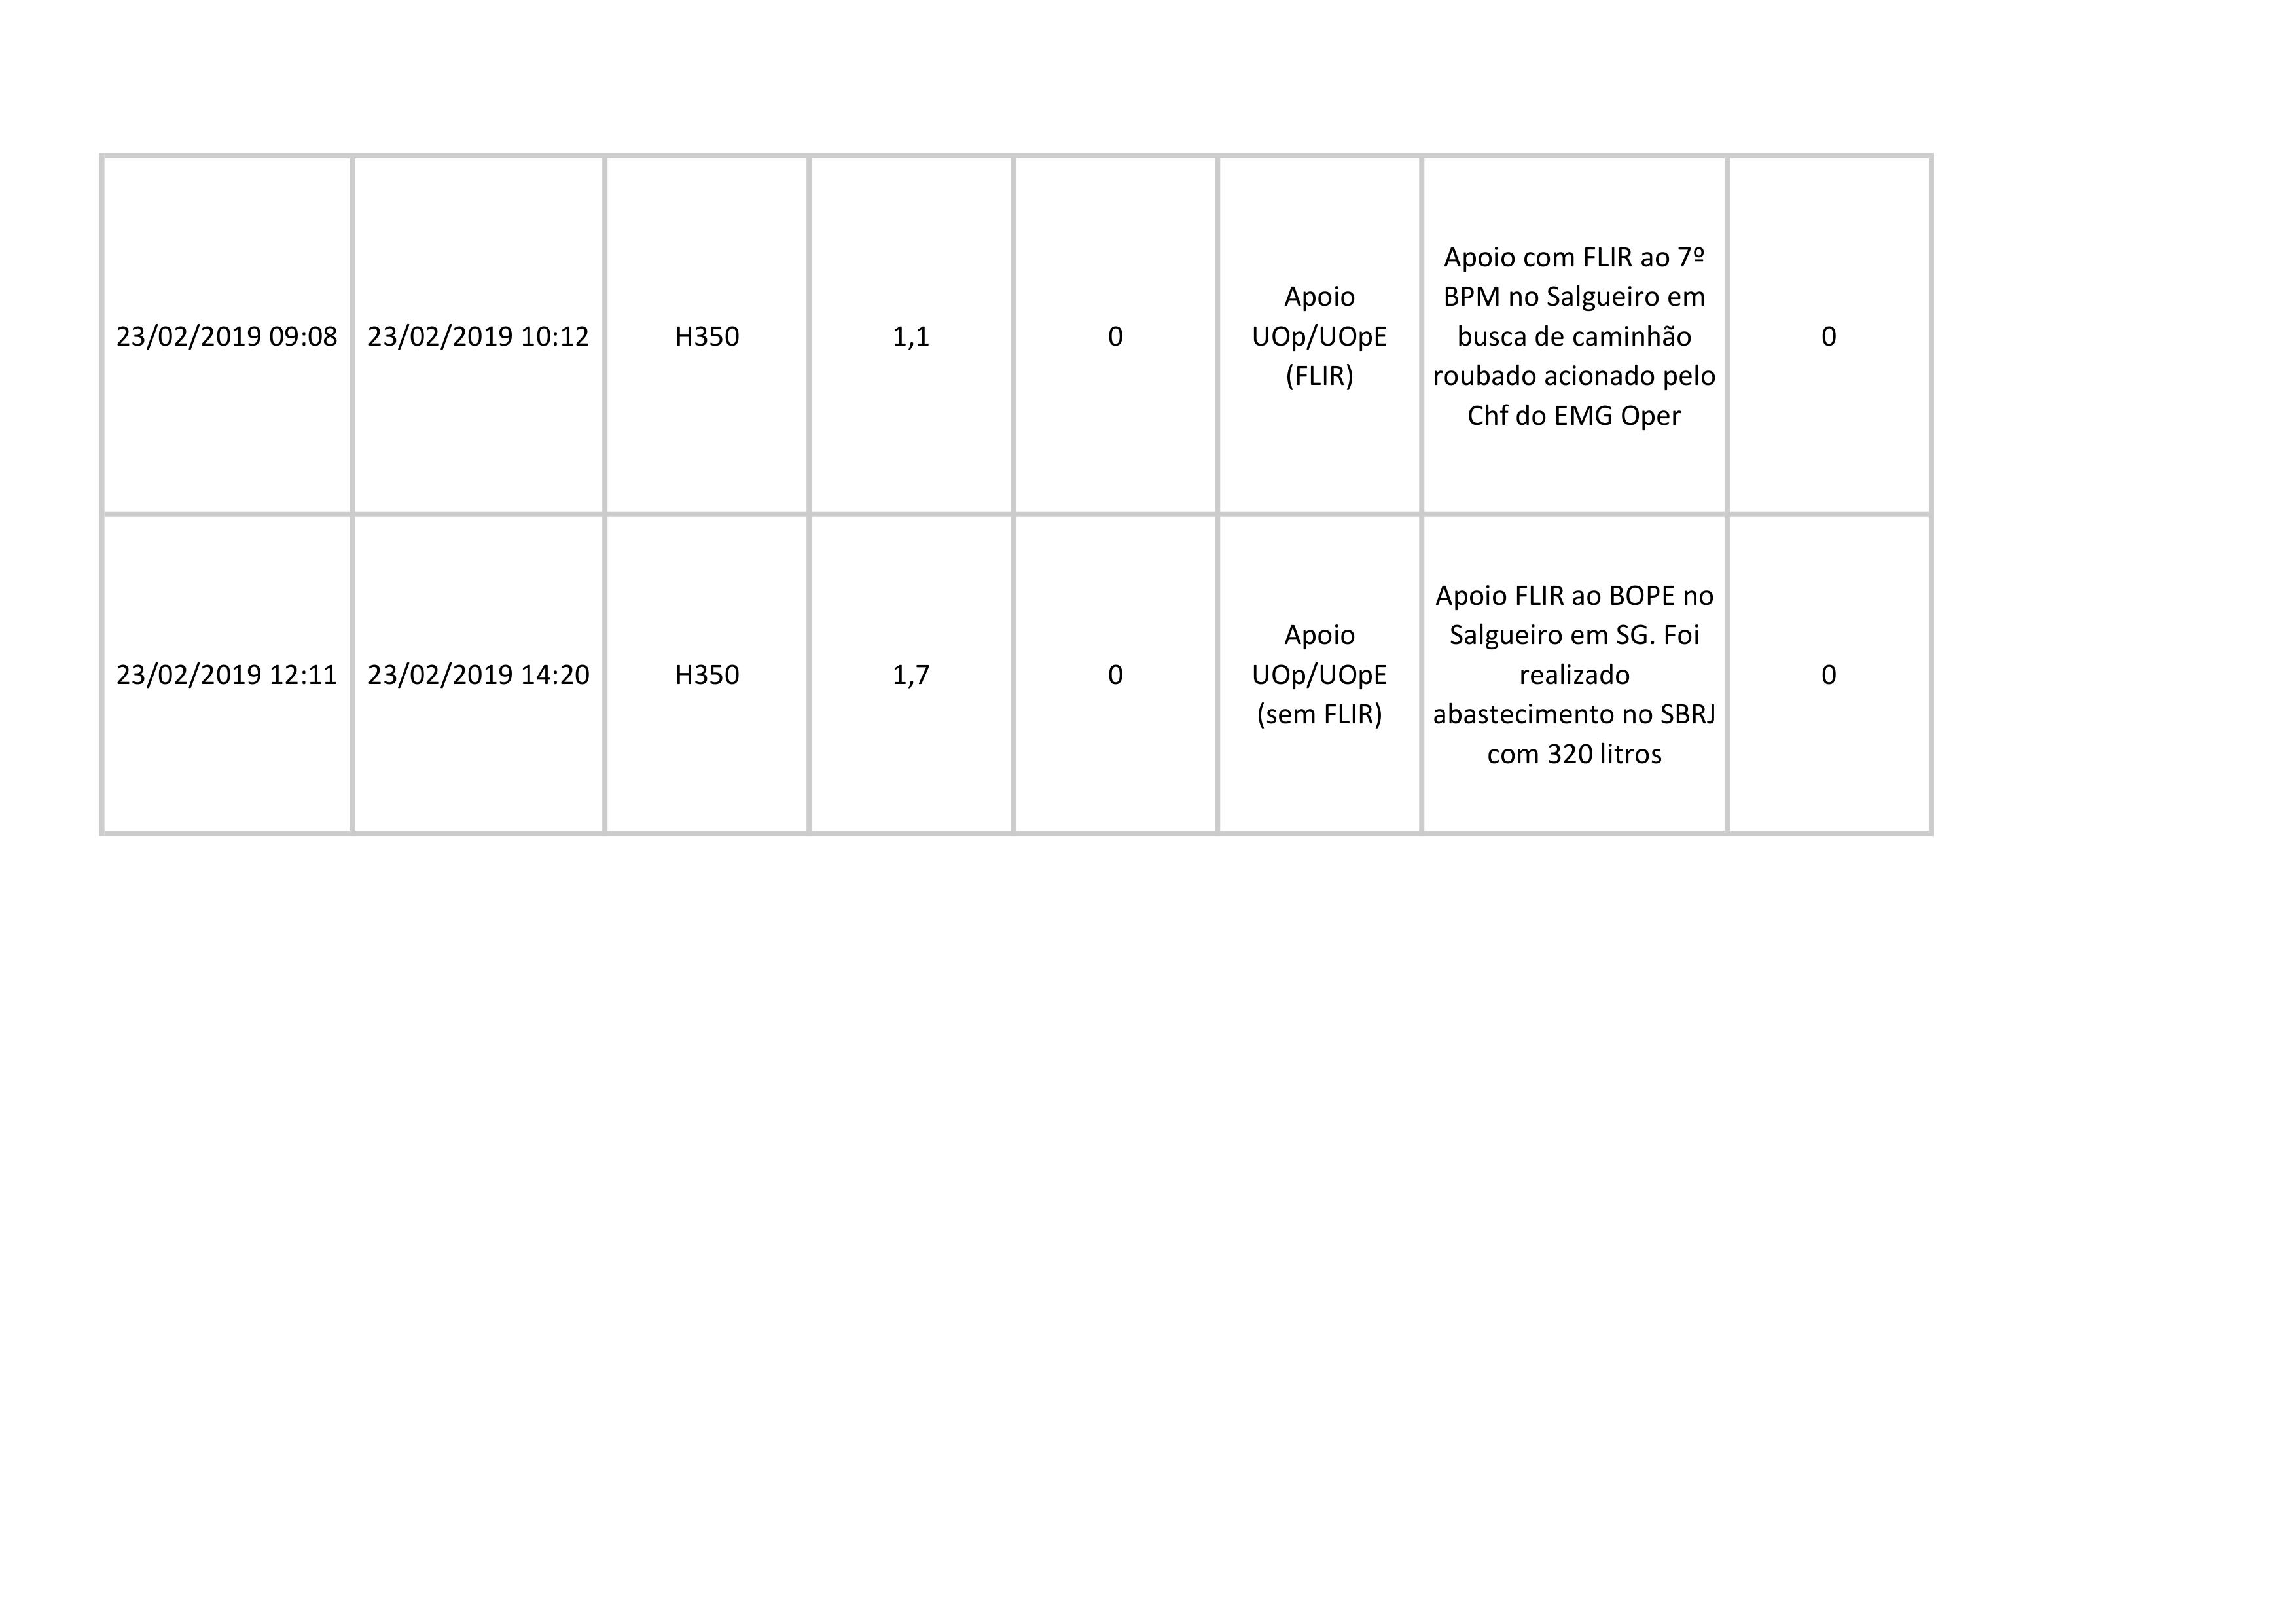 23/02/2019 09:08
23/02/2019 10:12
H350
1,1
0
Apoio
UOp/UOpE
(FLIR)
Apoio com FLIR ao 7º
BPM no Salgueiro em
busca de caminhão
roubado acionado pelo
Chf do EMG Oper
0
23/02/2019 12:11
23/02/2019 14:20
H350
1,7
0
Apoio
UOp/UOpE
(sem FLIR)
Apoio FLIR ao BOPE no
Salgueiro em SG. Foi
realizado
abastecimento no SBRJ
com 320 litros
0